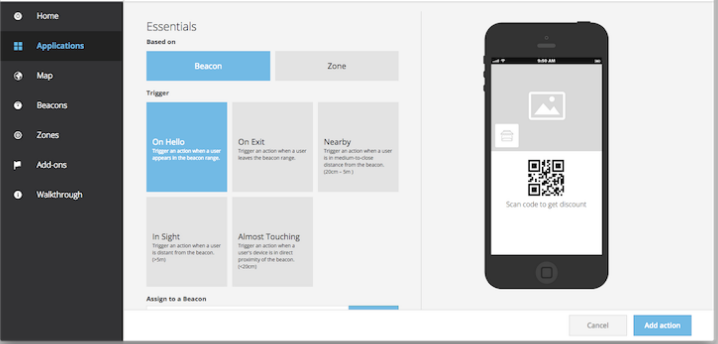 Home
Applications
Map
Beacons
Zones
Add-ons
Walkthrough
Essentials
Based on
Beacon
Zone
Trigger
On Hello
Trigger an action when a user
appears in the beacon range.
On Exit
Trigger an action when a user
leaves the beacon range.
Nearby
Trigger an action when a user
is in medium-to-close
distance from the beacon.
(20cm – 5m )
In Sight
Trigger an action when a user
is distant from the beacon.
(>5m)
Almost Touching
Trigger an action when a
user's device is in direct
proximity of the beacon.
(<20cm)
Assign to a Beacon
9:00 AM
Scan code to get discount
Cancel
Add action